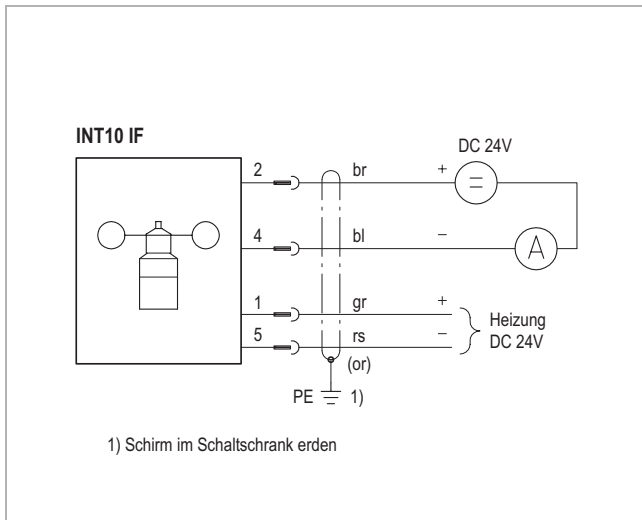 INT10 IF
DC 24V
2 br +
4 bl − A
1 gr +
Heizung
DC 24V
5 rs −
(or)
PE 1)
1) Schirm im Schaltschrank erden